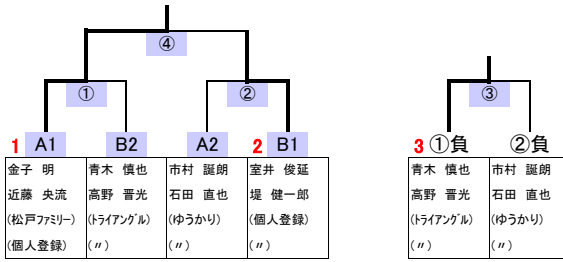 ④
① ② ③
1 A1 B2 A2 2 B1 3 ①負 ②負
金子 明 青木 慎也 市村 誕朗 室井 俊延 青木 慎也 市村 誕朗
近藤 央流 高野 晋光 石田 直也 堤 健一郎 高野 晋光 石田 直也
(松戸ファミリー) (トライアングル) (ゆうかり) (個人登録) (トライアングル) (ゆうかり)
(個人登録) (〃) (〃) (〃) (〃) (〃)